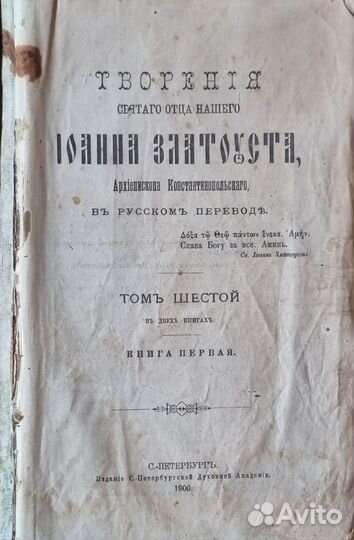 ТВОРЕНІЯ
СВЯТАГО ОТЦА НАШЕГО
ІОАННА ЗЛАТОꙊСТА,
Архіепископа Константинопольскаго,
ВЪ РУССКОМЪ ПЕРЕВОДѢ.
Δόξα τῷ Θεῷ πάντων ἕνεκα. Ἀμήν.
Слава Богу за все. Аминь.
Св. Іоаннъ Златоустъ
ТОМЪ ШЕСТОЙ
ВЪ ДВУХЪ КНИГАХЪ.
КНИГА ПЕРВАЯ.
С.-ПЕТЕРБУРГЪ.
Изданіе С.-Петербургской Духовной Академіи.
1900.
Avito